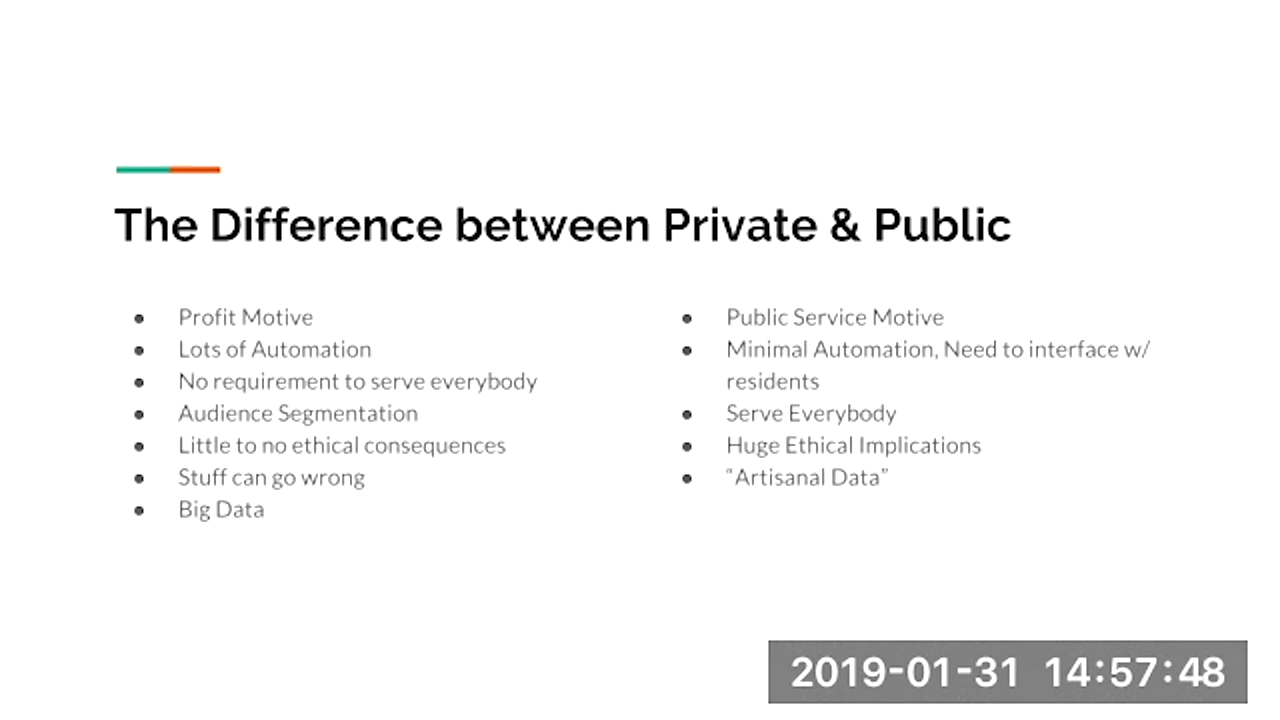 The Difference between Private & Public
Profit Motive
Lots of Automation
No requirement to serve everybody
Audience Segmentation
Little to no ethical consequences
Stuff can go wrong
Big Data
Public Service Motive
Minimal Automation, Need to interface w/
residents
Serve Everybody
Huge Ethical Implications
“Artisanal Data”
2019-01-31 14:57:48